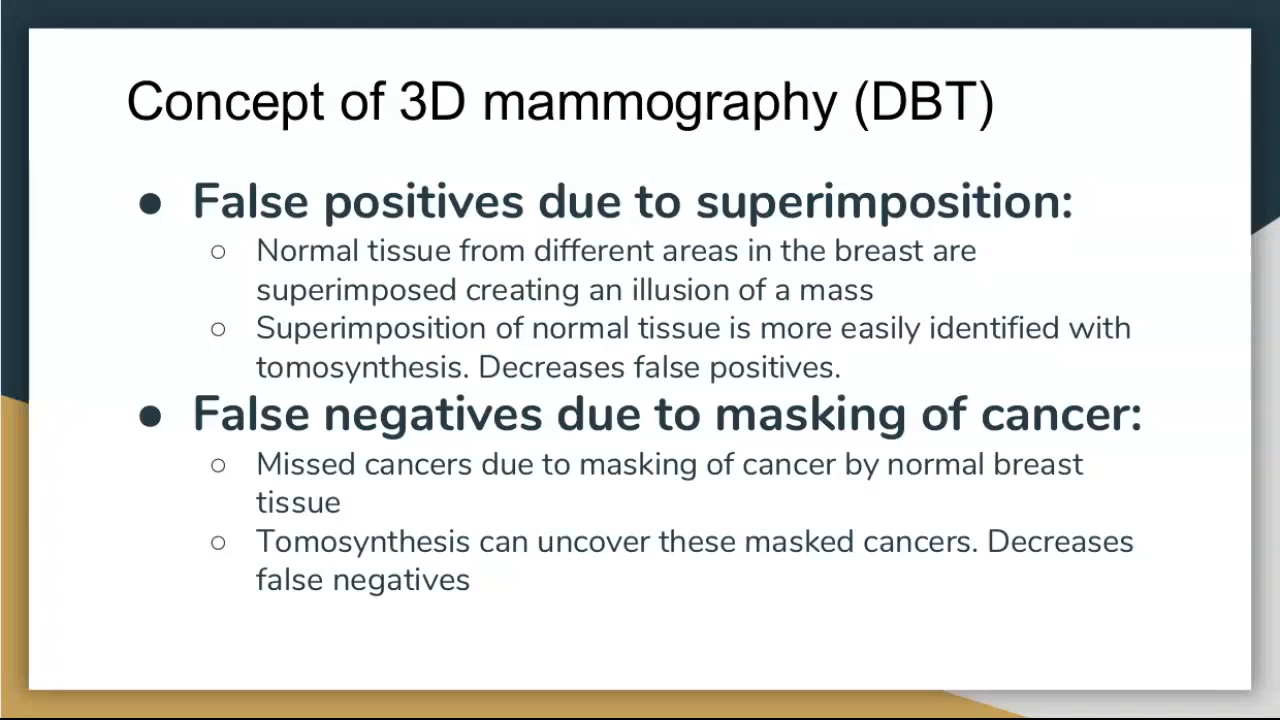 Concept of 3D mammography (DBT)
● False positives due to superimposition:
○ Normal tissue from different areas in the breast are
superimposed creating an illusion of a mass
○ Superimposition of normal tissue is more easily identified with
tomosynthesis. Decreases false positives.
● False negatives due to masking of cancer:
○ Missed cancers due to masking of cancer by normal breast
tissue
○ Tomosynthesis can uncover these masked cancers. Decreases
false negatives